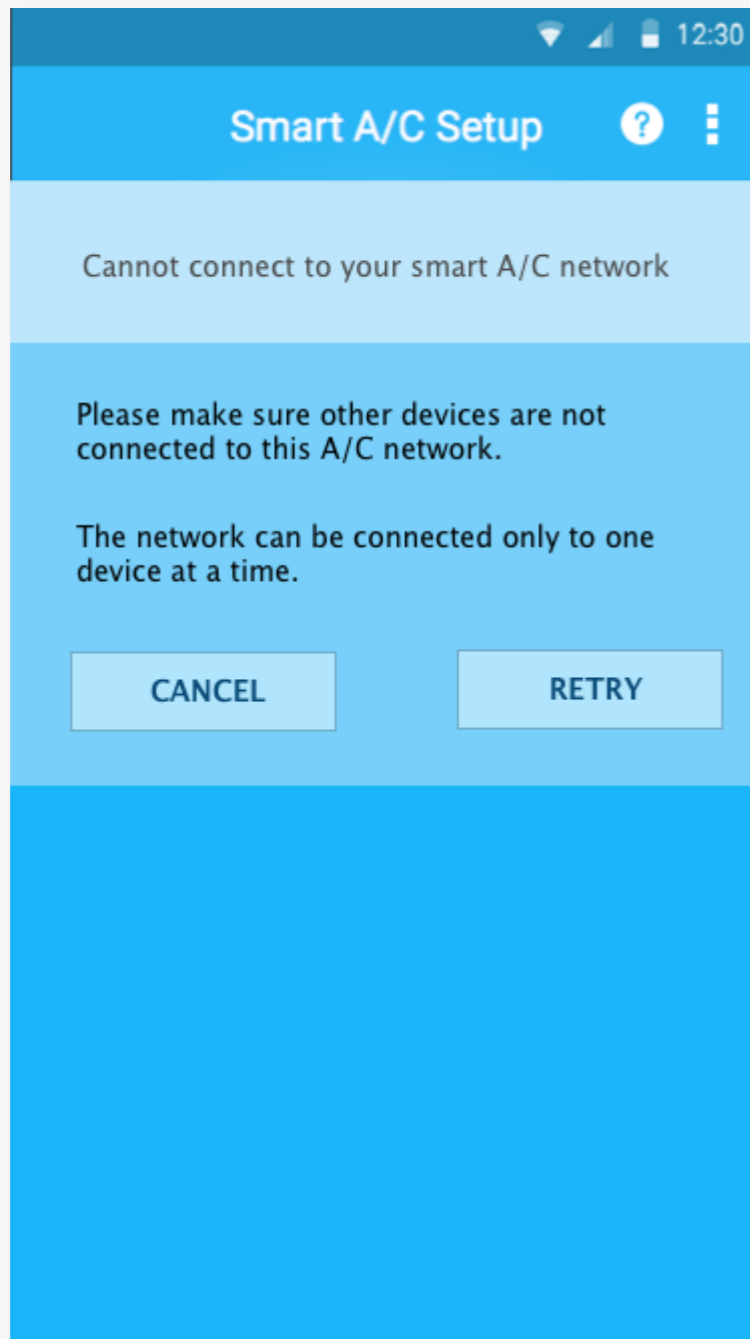 12:30
Smart A/C Setup ?
Cannot connect to your smart A/C network
Please make sure other devices are not
connected to this A/C network.
The network can be connected only to one
device at a time.
CANCEL RETRY